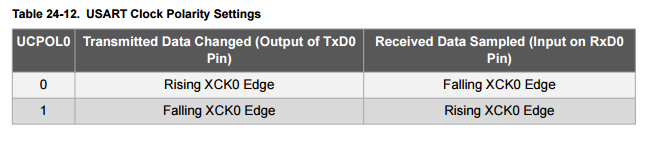 Table 24-12. USART Clock Polarity Settings
UCPOL0 Transmitted Data Changed (Output of TxD0 Received Data Sampled (Input on RxD0
Pin) Pin)
0 Rising XCK0 Edge Falling XCK0 Edge
1 Falling XCK0 Edge Rising XCK0 Edge